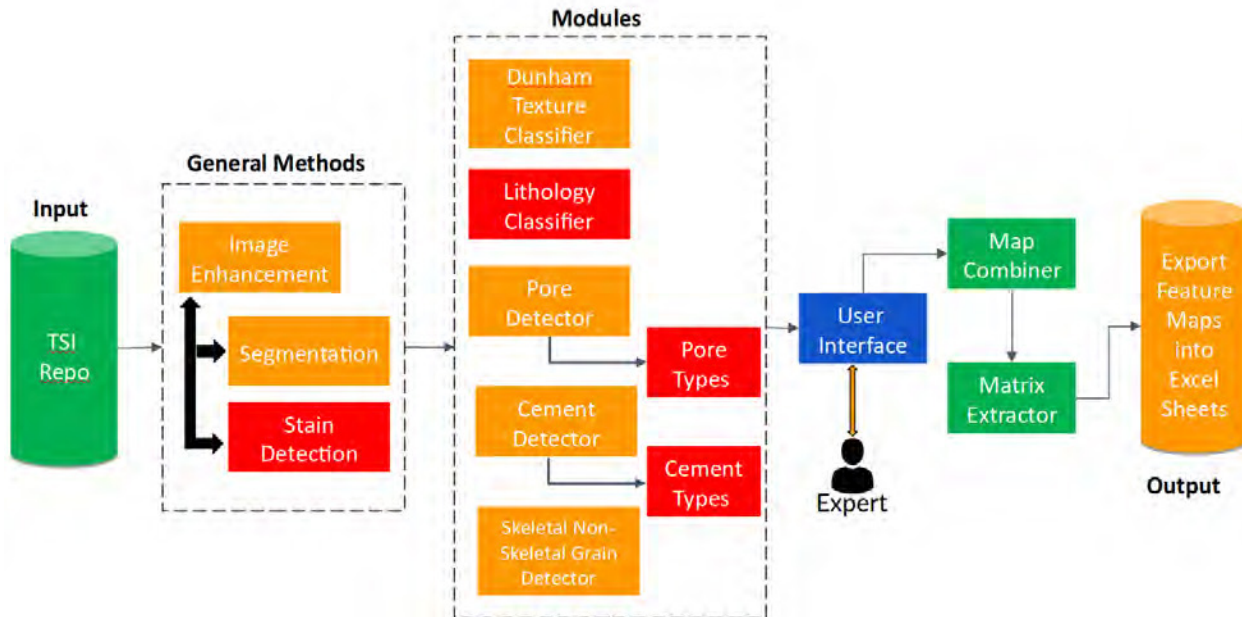 Modules
Dunham
Texture
Classifier
General Methods
Lithology
Classifier
Input
Image
Enhancement
Map
Combiner
Export
Feature
Maps
into
Excel
Sheets
Pore
Detector
User
Interface
TSI
Repo
Segmentation
Pore
Types
Matrix
Extractor
Stain
Detection
Cement
Detector
Cement
Types
Expert
Output
Skeletal Non-
Skeletal Grain
Detector